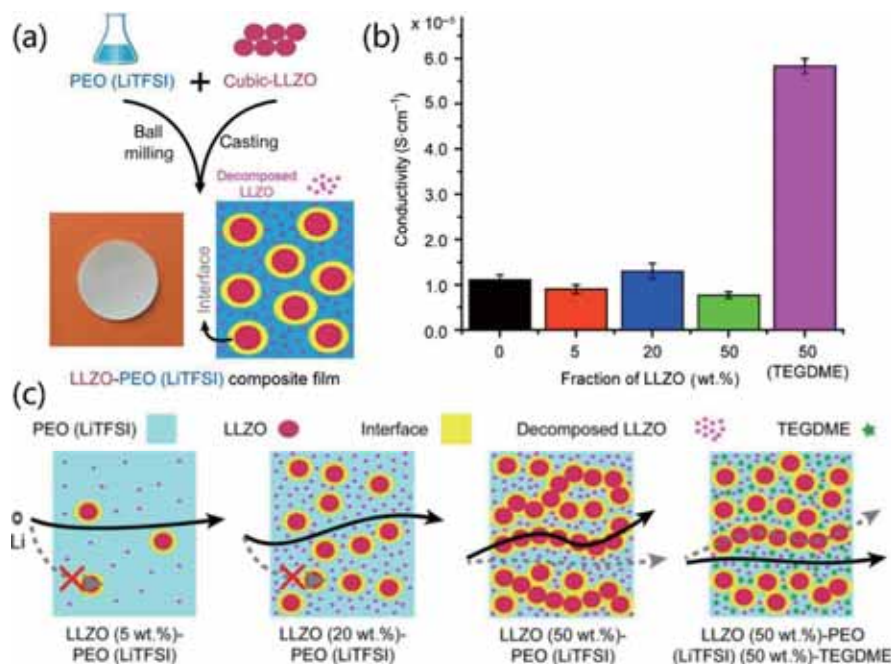 (a)
PEO (LiTFSI) + Cubic-LLZO
Ball milling
Casting
Decomposed LLZO
Interface
LLZO-PEO (LiTFSI) composite film
(b)
× 10⁻⁵
Conductivity (S·cm⁻¹)
6.0
5.0
4.0
3.0
2.0
1.0
0.0
0 5 20 50 50
(TEGDME)
Fraction of LLZO (wt.%)
(c)
PEO (LiTFSI) LLZO Interface Decomposed LLZO TEGDME
Li
LLZO (5 wt.%)-
PEO (LiTFSI)
LLZO (20 wt.%)-
PEO (LiTFSI)
LLZO (50 wt.%)-
PEO (LiTFSI)
LLZO (50 wt.%)-PEO
(LiTFSI) (50 wt.%)-TEGDME